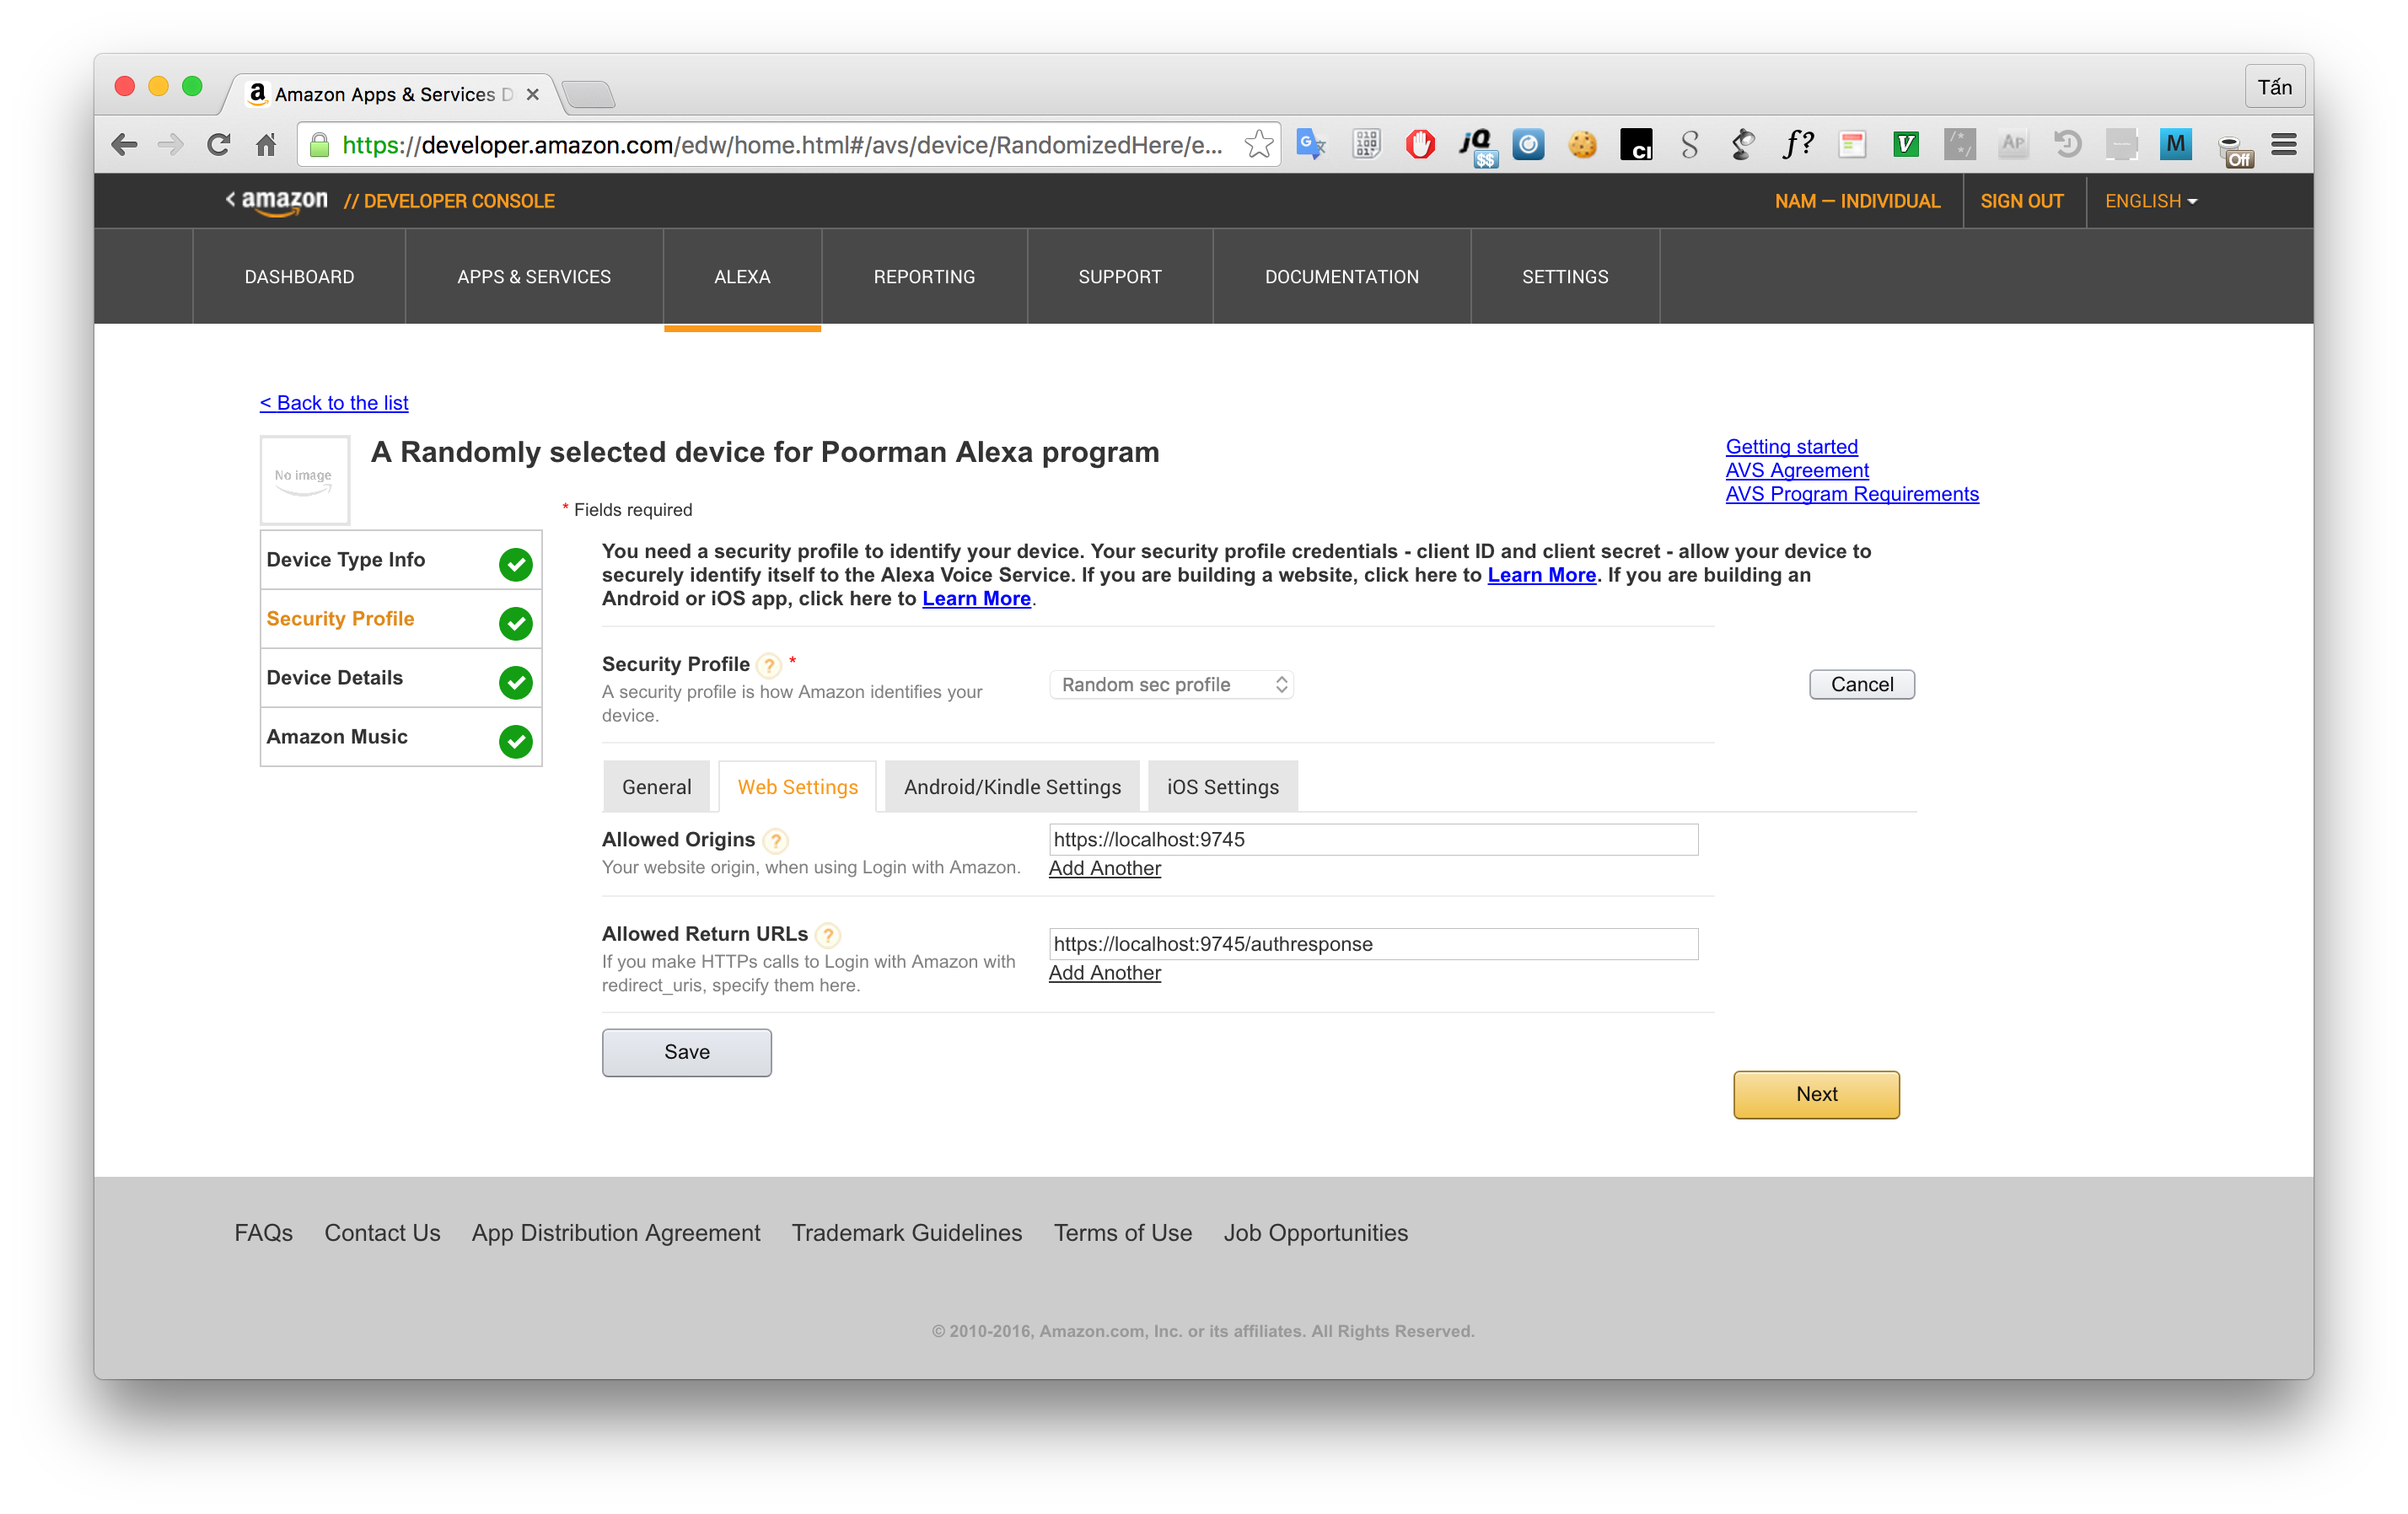 Amazon Apps & Services D
Tấn
https://developer.amazon.com/edw/home.html#/avs/device/RandomizedHere/e...
jQ
$$
CI
S
f?
V
/*
*/
AP
M
Off
< amazon // DEVELOPER CONSOLE
NAM — INDIVIDUAL
SIGN OUT
ENGLISH
DASHBOARD
APPS & SERVICES
ALEXA
REPORTING
SUPPORT
DOCUMENTATION
SETTINGS
< Back to the list
No image
A Randomly selected device for Poorman Alexa program
Getting started
AVS Agreement
AVS Program Requirements
* Fields required
Device Type Info
Security Profile
Device Details
Amazon Music
You need a security profile to identify your device. Your security profile credentials - client ID and client secret - allow your device to
securely identify itself to the Alexa Voice Service. If you are building a website, click here to Learn More. If you are building an
Android or iOS app, click here to Learn More.
Security Profile ? *
A security profile is how Amazon identifies your
device.
Random sec profile
Cancel
General
Web Settings
Android/Kindle Settings
iOS Settings
Allowed Origins ?
Your website origin, when using Login with Amazon.
https://localhost:9745
Add Another
Allowed Return URLs ?
If you make HTTPs calls to Login with Amazon with
redirect_uris, specify them here.
https://localhost:9745/authresponse
Add Another
Save
Next
FAQs
Contact Us
App Distribution Agreement
Trademark Guidelines
Terms of Use
Job Opportunities
© 2010-2016, Amazon.com, Inc. or its affiliates. All Rights Reserved.